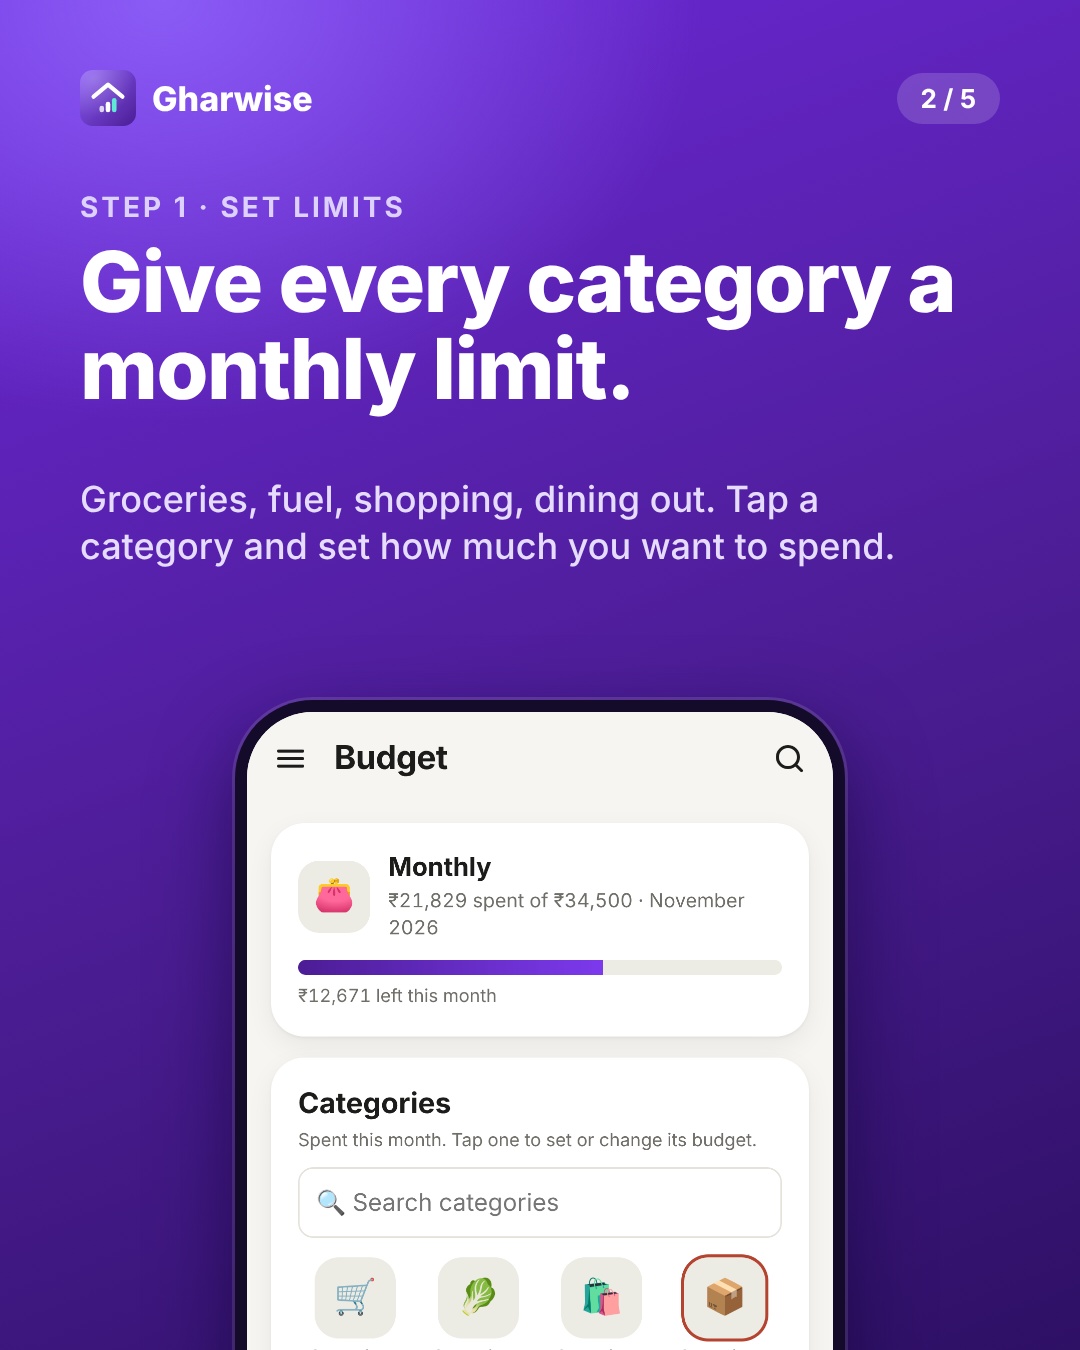 Gharwise
2 / 5
STEP 1 · SET LIMITS
Give every category a
monthly limit.
Groceries, fuel, shopping, dining out. Tap a
category and set how much you want to spend.
Budget
Monthly
₹21,829 spent of ₹34,500 · November
2026
₹12,671 left this month
Categories
Spent this month. Tap one to set or change its budget.
Search categories